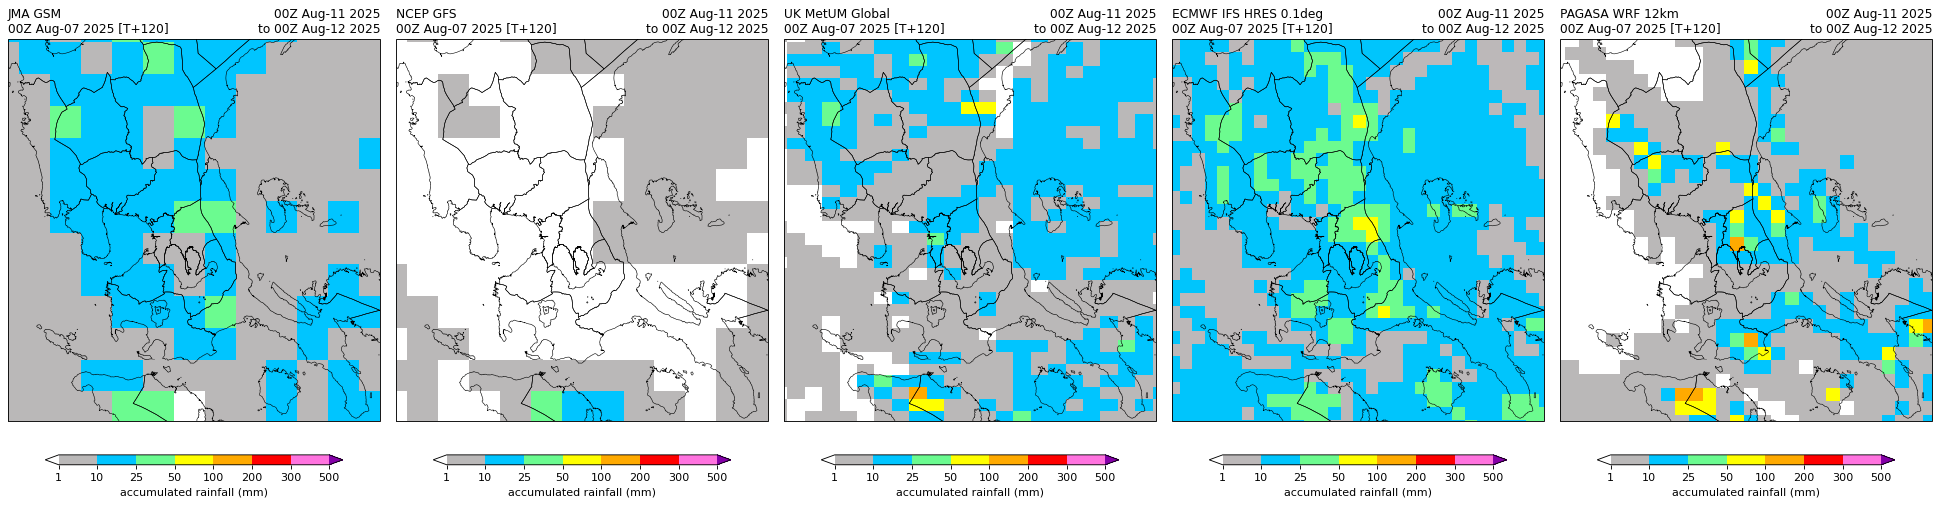 JMA GSM 00Z Aug-11 2025
00Z Aug-07 2025 [T+120] to 00Z Aug-12 2025
NCEP GFS 00Z Aug-11 2025
00Z Aug-07 2025 [T+120] to 00Z Aug-12 2025
UK MetUM Global 00Z Aug-11 2025
00Z Aug-07 2025 [T+120] to 00Z Aug-12 2025
ECMWF IFS HRES 0.1deg 00Z Aug-11 2025
00Z Aug-07 2025 [T+120] to 00Z Aug-12 2025
PAGASA WRF 12km 00Z Aug-11 2025
00Z Aug-07 2025 [T+120] to 00Z Aug-12 2025
1 10 25 50 100 200 300 500
accumulated rainfall (mm)
1 10 25 50 100 200 300 500
accumulated rainfall (mm)
1 10 25 50 100 200 300 500
accumulated rainfall (mm)
1 10 25 50 100 200 300 500
accumulated rainfall (mm)
1 10 25 50 100 200 300 500
accumulated rainfall (mm)